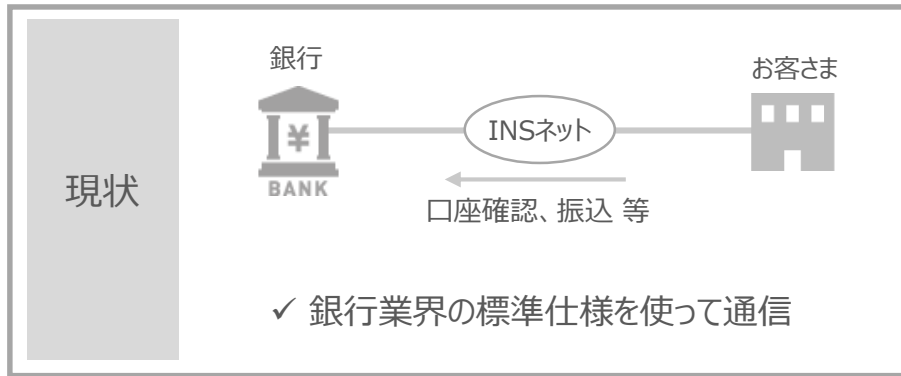 現状
銀行
お客さま
¥
INSネット
BANK
口座確認、振込 等
✓ 銀行業界の標準仕様を使って通信